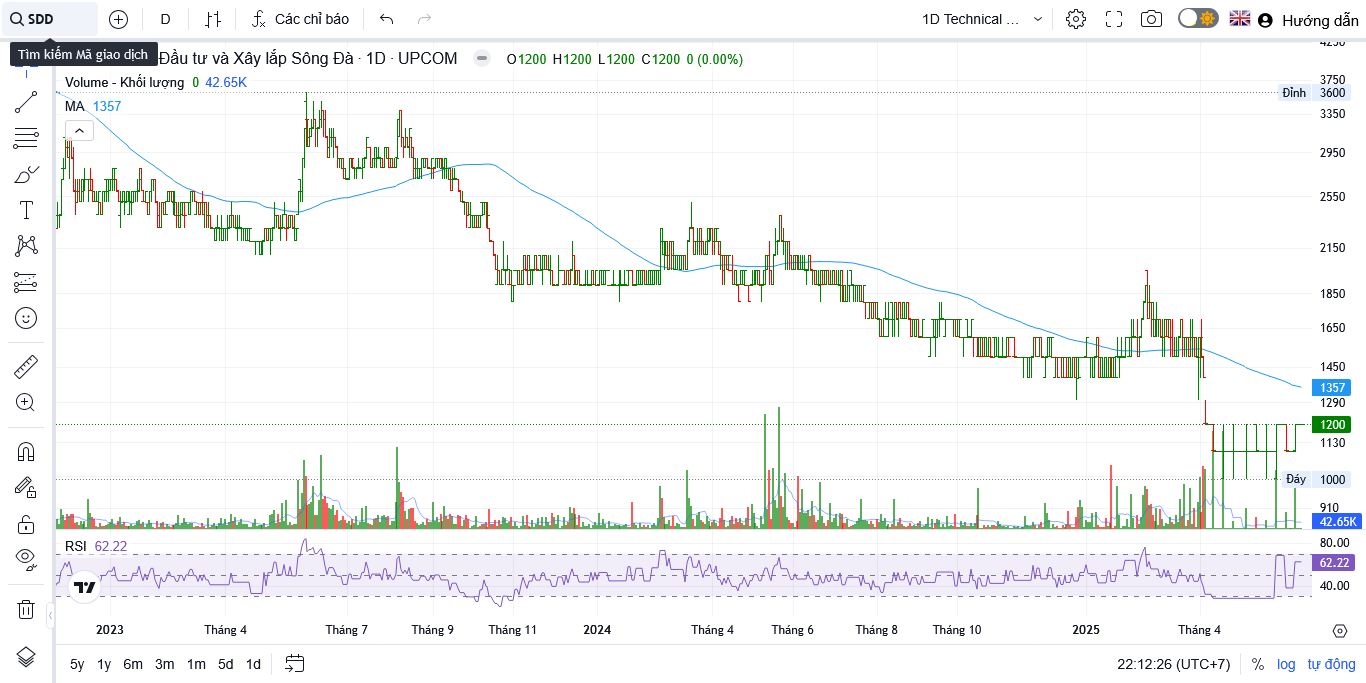 SDD
D
Các chỉ báo
1D Technical ...
Hướng dẫn
Tìm kiếm Mã giao dịch
Đầu tư và Xây lắp Sông Đà · 1D · UPCOM
O1200 H1200 L1200 C1200 0 (0.00%)
Volume - Khối lượng 0 42.65K
MA 1357
4250
3750
Đỉnh 3600
3350
2950
2550
2150
1850
1650
1450
1357
1290
1200
1130
Đáy 1000
910
42.65K
RSI 62.22
80.00
62.22
40.00
2023 Tháng 4 Tháng 7 Tháng 9 Tháng 11 2024 Tháng 4 Tháng 6 Tháng 8 Tháng 10 2025 Tháng 4
5y 1y 6m 3m 1m 5d 1d
22:12:26 (UTC+7) % log tự động